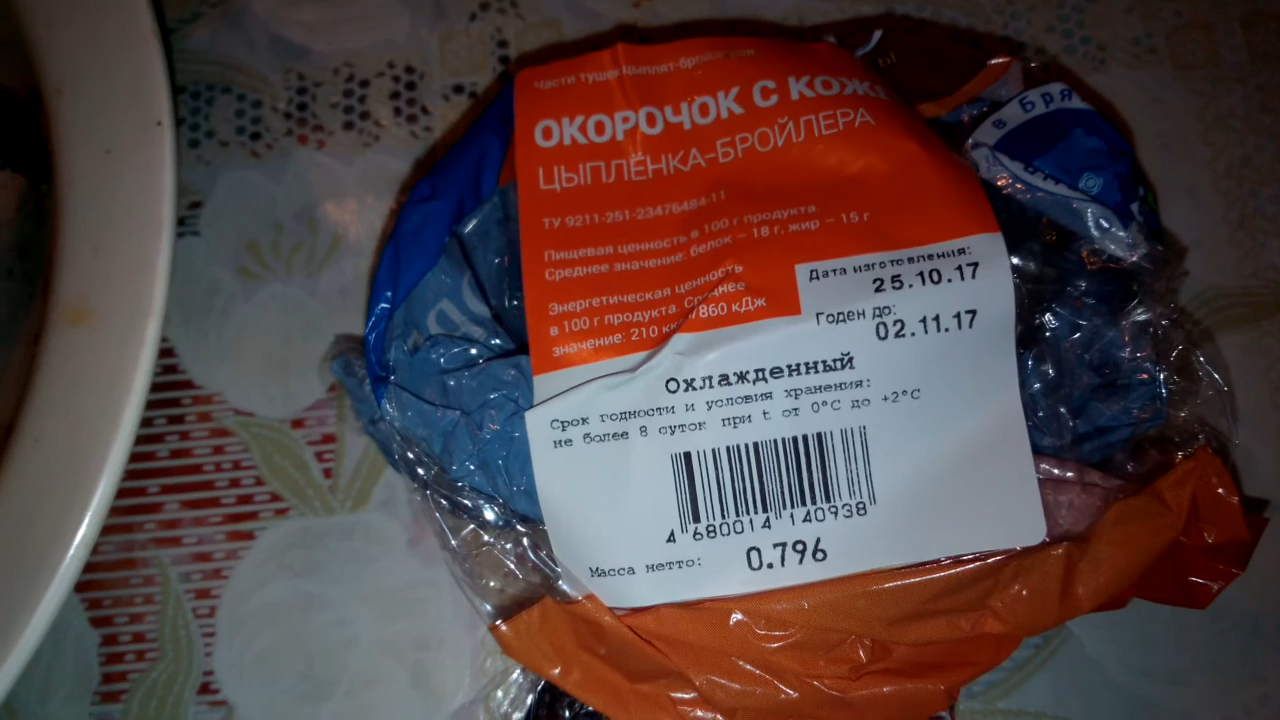 Части тушек цыплят-бройлеров
ОКОРОЧОК С КОЖЕ
ЦЫПЛЁНКА-БРОЙЛЕРА
ТУ 9211-251-23476484-11
Пищевая ценность в 100 г продукта.
Среднее значение: белок – 18 г, жир – 15 г
Энергетическая ценность
в 100 г продукта. Среднее
значение: 210 кк /860 кДж
Дата изготовления:
25.10.17
Годен до:
02.11.17
Охлажденный
Срок годности и условия хранения:
не более 8 суток при t от 0°С до +2°С
4 680014 140938
Масса нетто: 0.796
в Бря